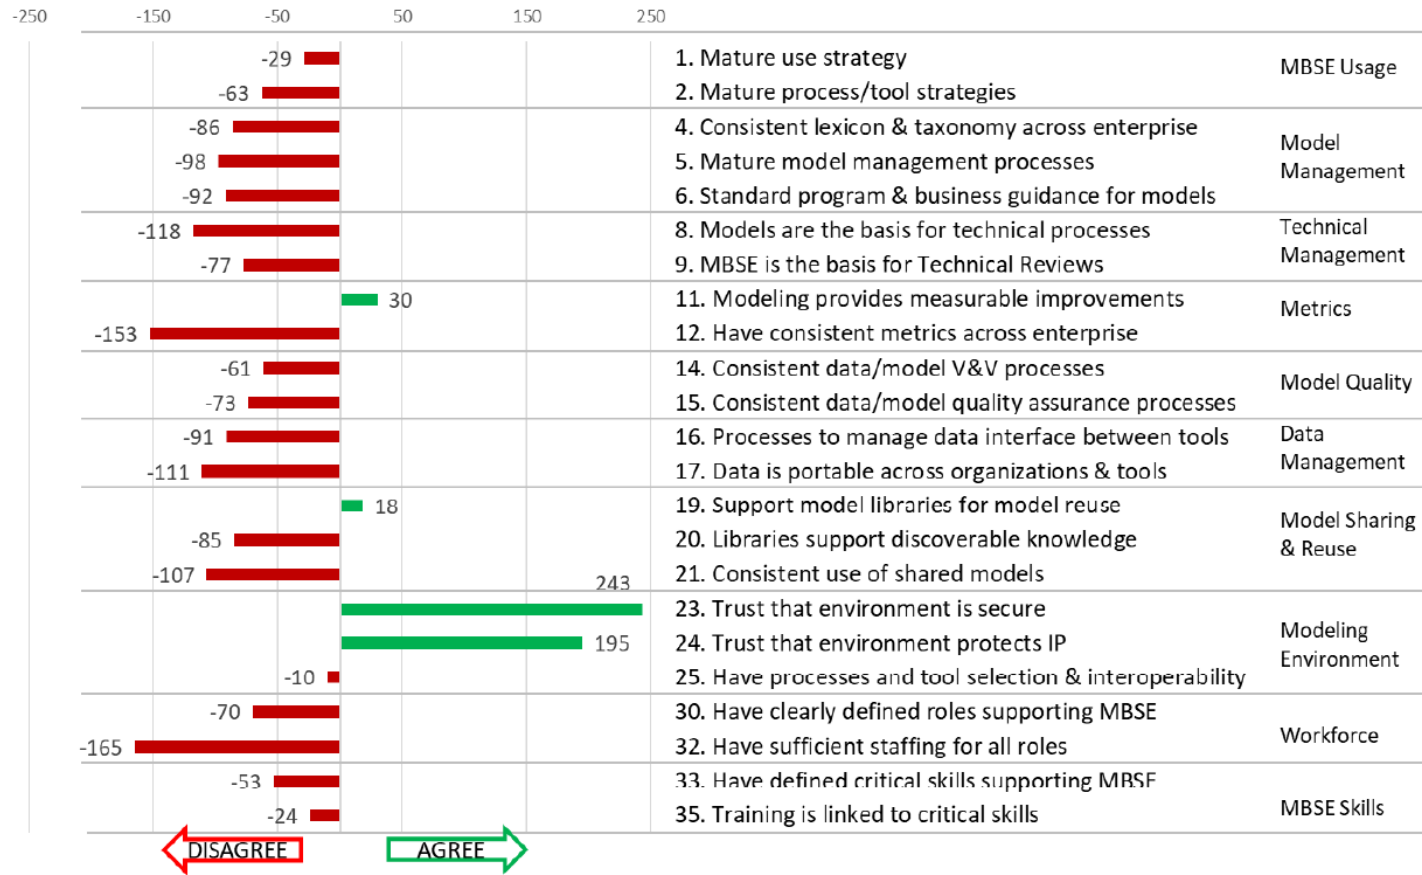 -250 -150 -50 50 150 250
-29 1. Mature use strategy
MBSE Usage
-63 2. Mature process/tool strategies
-86 4. Consistent lexicon & taxonomy across enterprise
Model
Management
-98 5. Mature model management processes
-92 6. Standard program & business guidance for models
-118 8. Models are the basis for technical processes
Technical
Management
-77 9. MBSE is the basis for Technical Reviews
30 11. Modeling provides measurable improvements
Metrics
-153 12. Have consistent metrics across enterprise
-61 14. Consistent data/model V&V processes
Model Quality
-73 15. Consistent data/model quality assurance processes
-91 16. Processes to manage data interface between tools
Data
Management
-111 17. Data is portable across organizations & tools
18 19. Support model libraries for model reuse
Model Sharing
& Reuse
-85 20. Libraries support discoverable knowledge
-107 21. Consistent use of shared models
243
23. Trust that environment is secure
Modeling
Environment
195 24. Trust that environment protects IP
-10 25. Have processes and tool selection & interoperability
-70 30. Have clearly defined roles supporting MBSE
Workforce
-165 32. Have sufficient staffing for all roles
-53 33. Have defined critical skills supporting MBSE
MBSE Skills
-24 35. Training is linked to critical skills
DISAGREE AGREE